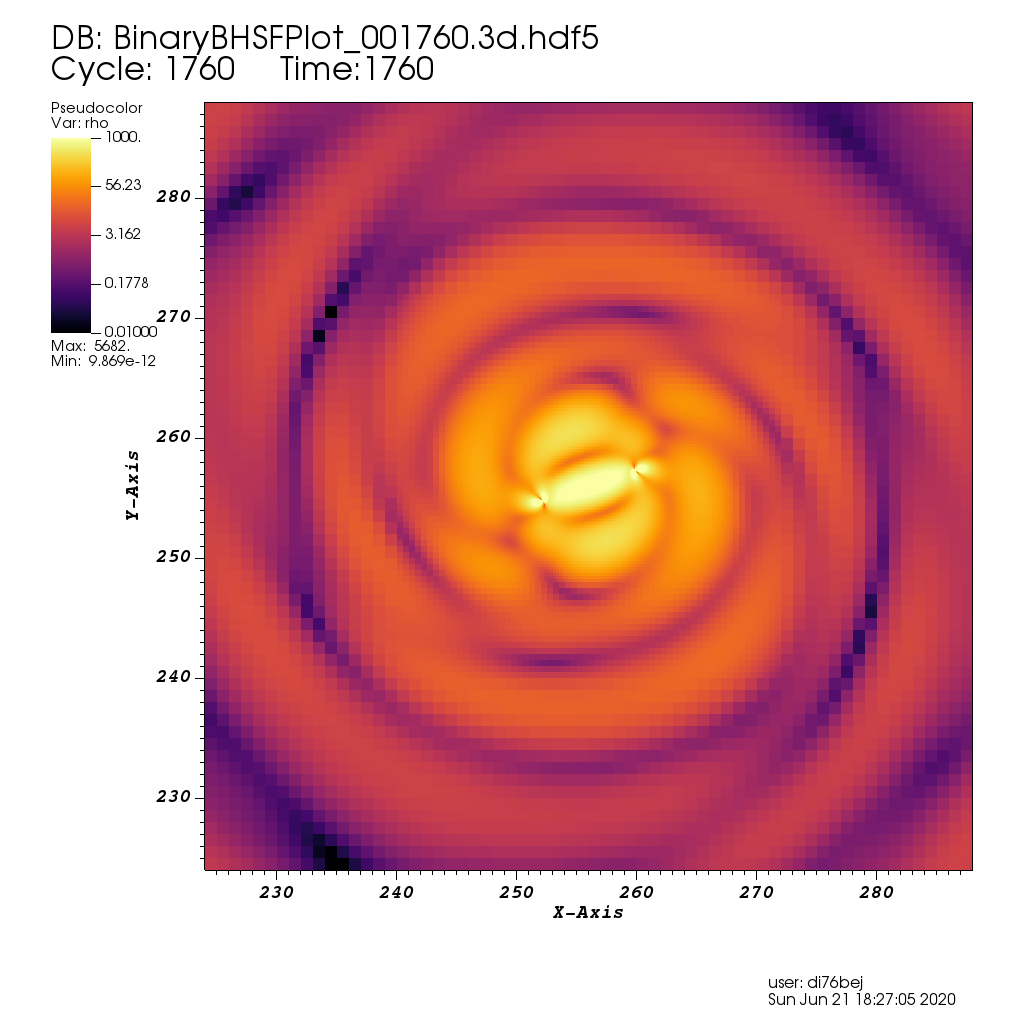 DB: BinaryBHSFPlot_001760.3d.hdf5
Cycle: 1760 Time:1760
Pseudocolor
Var: rho
1000.
56.23
3.162
0.1778
0.01000
Max: 5682.
Min: 9.869e-12
280
270
260
250
240
230
Y-Axis
230 240 250 260 270 280
X-Axis
user: di76bej
Sun Jun 21 18:27:05 2020